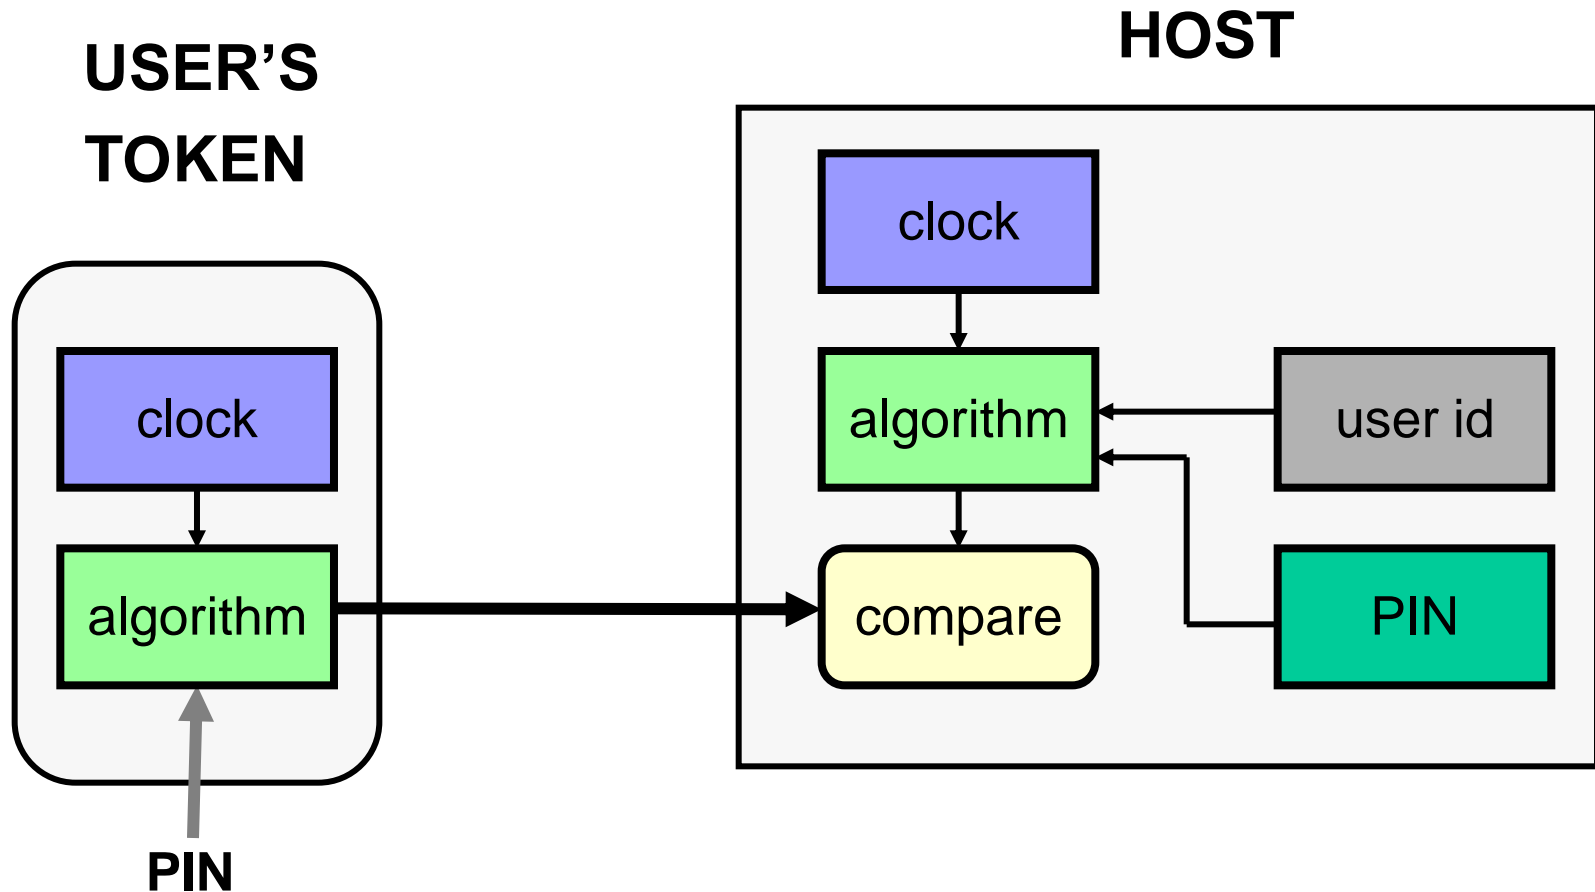 USER’S
TOKEN
clock
algorithm
PIN
HOST
clock
algorithm
user id
compare
PIN